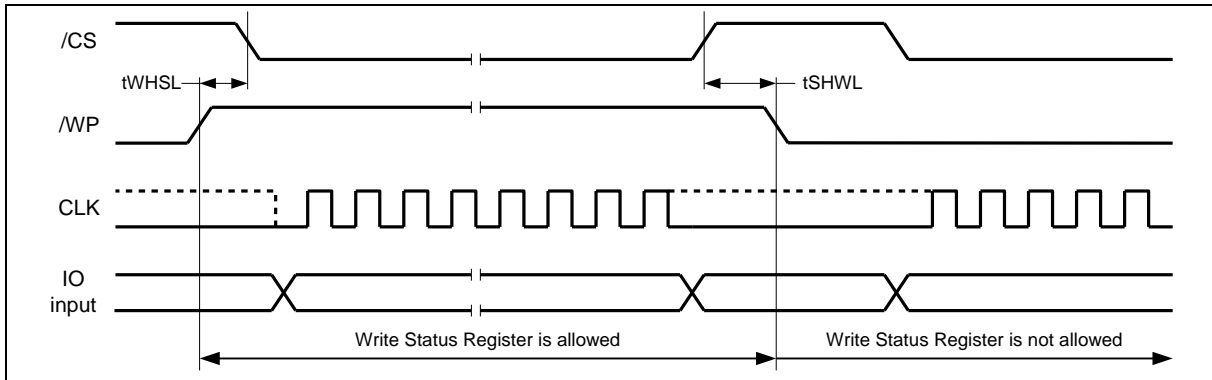 /CS
tWHSL
tSHWL
/WP
CLK
IO
input
Write Status Register is allowed
Write Status Register is not allowed